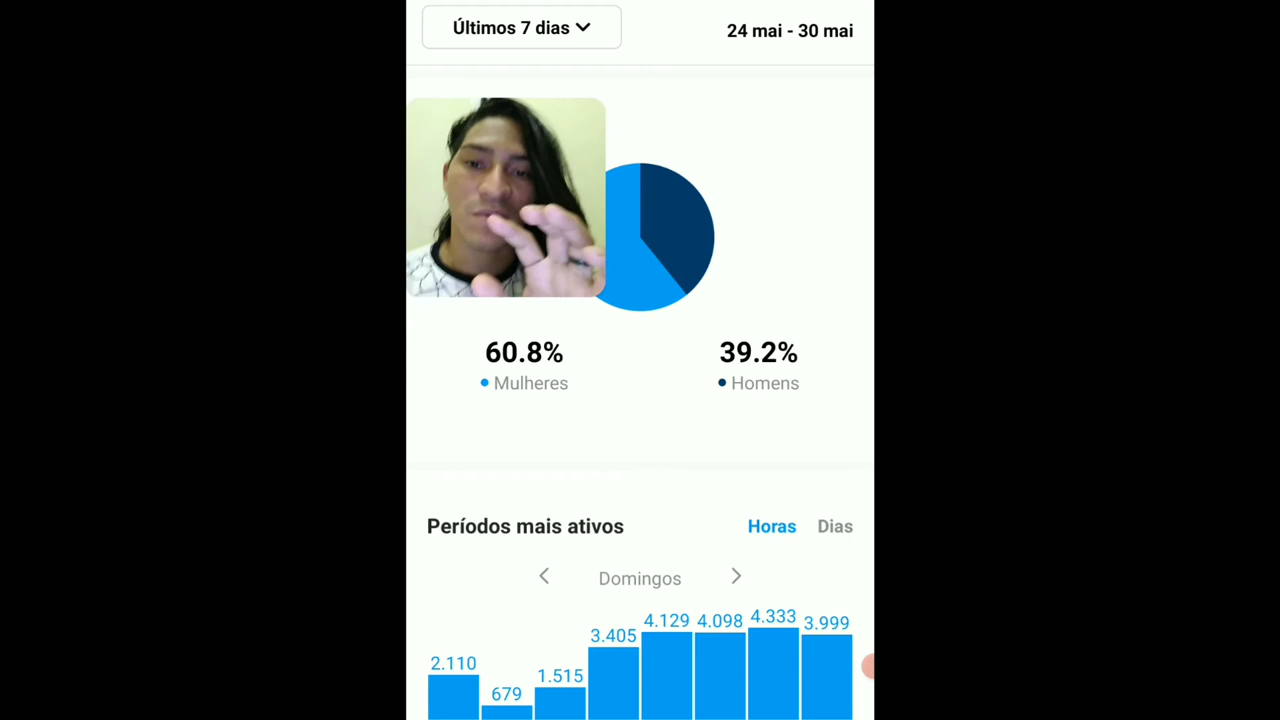 Últimos 7 dias
24 mai - 30 mai
60.8%
39.2%
Mulheres
Homens
Períodos mais ativos
Horas
Dias
Domingos
2.110
679
1.515
3.405
4.129
4.098
4.333
3.999